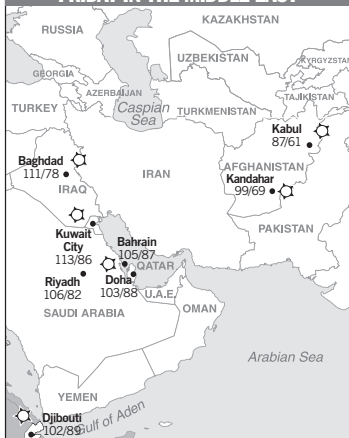 FRIDAY IN THE MIDDLE EAST
KAZAKHSTAN
RUSSIA
UZBEKISTAN
KYRGYZSTAN
GEORGIA
AZERBAIJAN
TAJIKISTAN
TURKEY
Caspian
Sea
TURKMENISTAN
Kabul
87/61
Baghdad
111/78
IRAQ
IRAN
AFGHANISTAN
Kandahar
99/69
PAKISTAN
Kuwait
City
113/86
Bahrain
105/87
QATAR
Riyadh
106/82
Doha
103/88
U.A.E.
OMAN
SAUDI ARABIA
Arabian Sea
YEMEN
Gulf of Aden
Djibouti
102/89